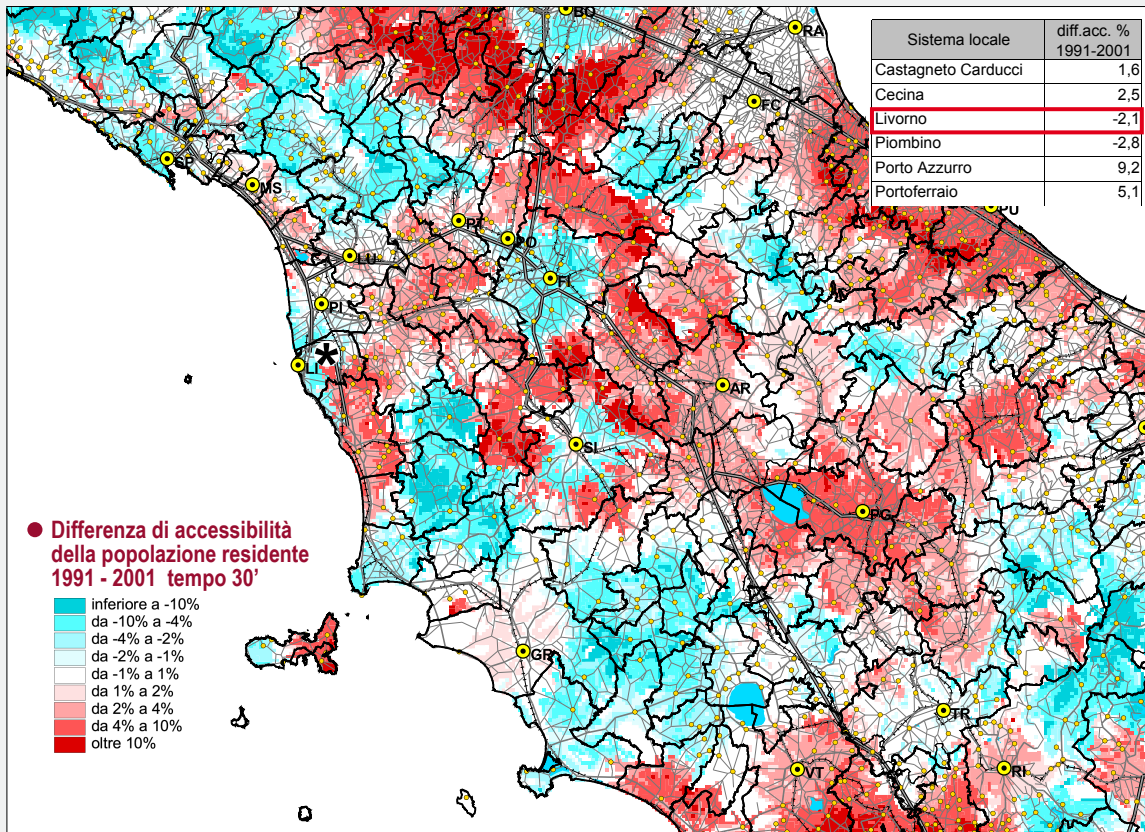 Sistema locale
diff.acc. %
1991-2001
Castagneto Carducci 1,6
Cecina 2,5
Livorno -2,1
Piombino -2,8
Porto Azzurro 9,2
Portoferraio 5,1
BO
RA
FC
SP
MS
PU
PT
PO
LU
FI
PI
*
LI
AR
SI
PG
GR
TR
VT
RI
● Differenza di accessibilità
della popolazione residente
1991 - 2001 tempo 30’
inferiore a -10%
da -10% a -4%
da -4% a -2%
da -2% a -1%
da -1% a 1%
da 1% a 2%
da 2% a 4%
da 4% a 10%
oltre 10%